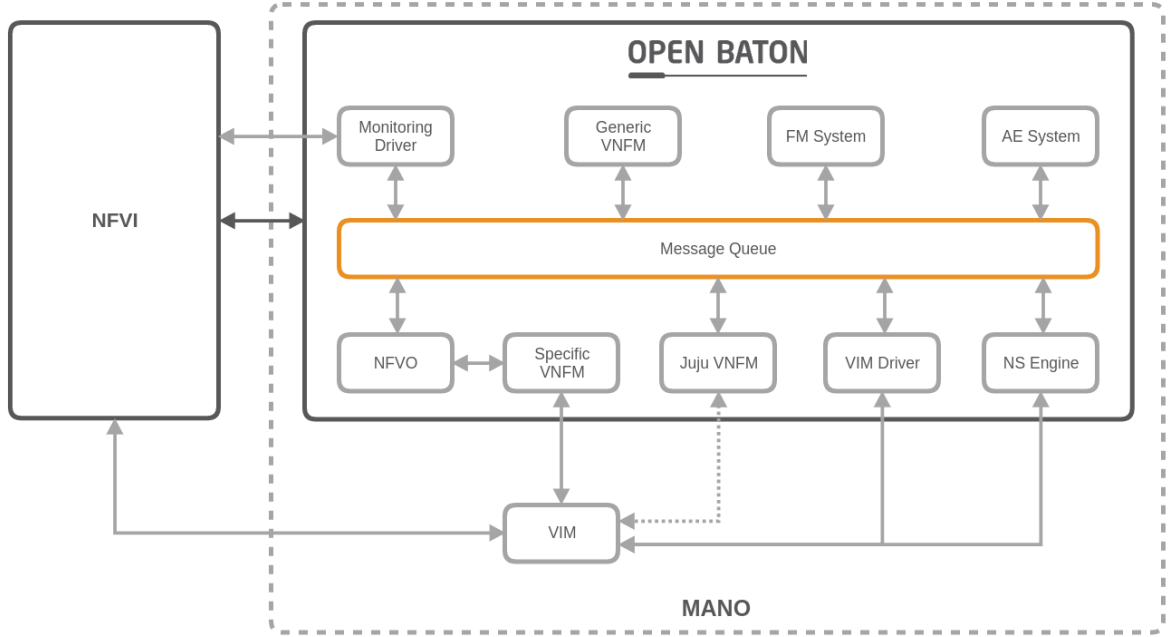 OPEN BATON
Monitoring
Driver
Generic
VNFM
FM System
AE System
NFVI
Message Queue
NFVO
Specific
VNFM
Juju VNFM
VIM Driver
NS Engine
VIM
MANO